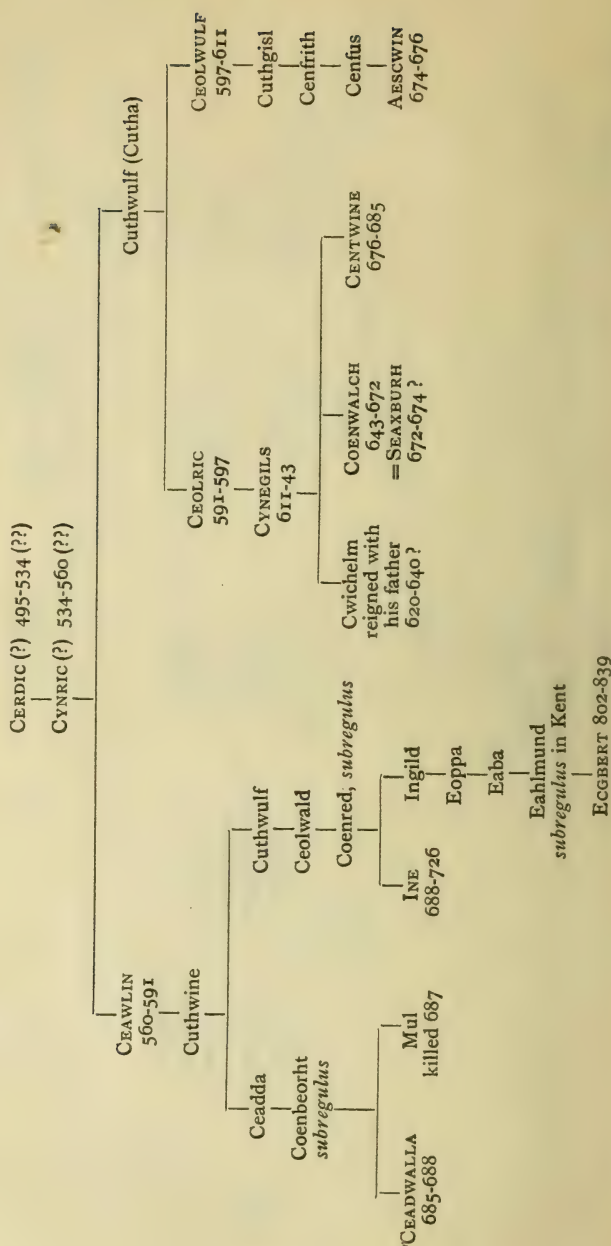 CERDIC (?) 495-534 (??)
CYNRIC (?) 534-560 (??)
CEAWLIN
560-591
Cuthwulf (Cutha)
Cuthwine
CEOLRIC
591-597
CEOLWULF
597-611
Ceadda
Cuthwulf
CYNEGILS
611-43
Cuthgisl
Coenbeorht
subregulus
Ceolwald
Cenfrith
Coenred, subregulus
Cwichelm
reigned with
his father
620-640?
COENWALCH
643-672
= SEAXBURH
672-674?
CENTWINE
676-685
Cenfus
CEADWALLA
685-688
Mul
killed 687
INE
688-726
Ingild
AESCWIN
674-676
Eoppa
Eaba
Eahlmund
subregulus in Kent
ECGBERT 802-839